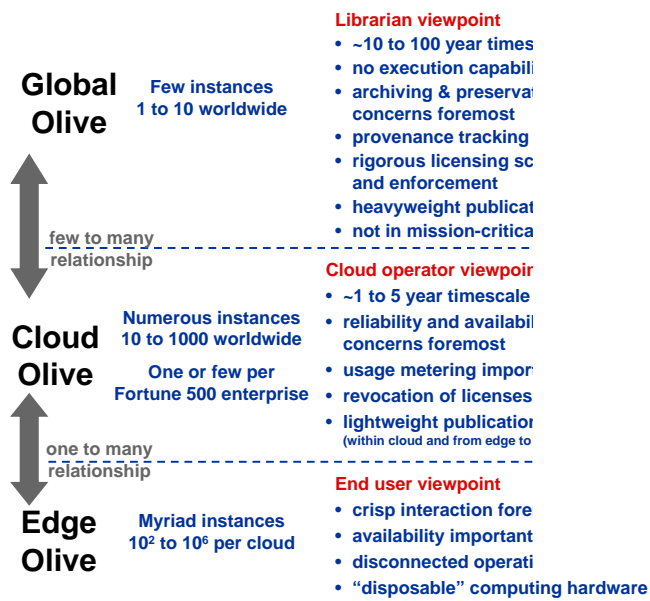 Global
Olive
Few instances
1 to 10 worldwide
Librarian viewpoint
• ~10 to 100 year times
• no execution capabili
• archiving & preservat
concerns foremost
• provenance tracking
• rigorous licensing sc
and enforcement
• heavyweight publicat
• not in mission-critica
few to many
relationship
Cloud
Olive
Numerous instances
10 to 1000 worldwide
One or few per
Fortune 500 enterprise
Cloud operator viewpoin
• ~1 to 5 year timescale
• reliability and availabil
concerns foremost
• usage metering impor
• revocation of licenses
• lightweight publication
(within cloud and from edge to
one to many
relationship
Edge
Olive
Myriad instances
10² to 10⁶ per cloud
End user viewpoint
• crisp interaction fore
• availability important
• disconnected operati
• “disposable” computing hardware